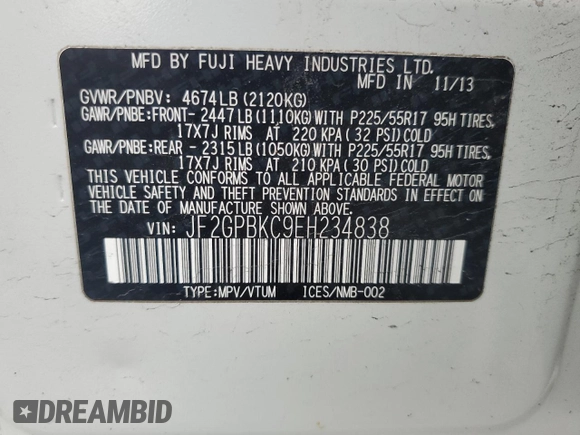 MFD BY FUJI HEAVY INDUSTRIES LTD.
MFD IN 11/13
GVWR/PNBV: 4674LB(2120KG)
GAWR/PNBE:FRONT- 2447LB(1110KG)WITH P225/55R17 95H TIRES,
17X7J RIMS AT 220 KPA(32 PSI)COLD
GAWR/PNBE:REAR - 2315LB(1050KG)WITH P225/55R17 95H TIRES,
17X7J RIMS AT 210 KPA(30 PSI)COLD
THIS VEHICLE CONFORMS TO ALL APPLICABLE FEDERAL MOTOR
VEHICLE SAFETY AND THEFT PREVENTION STANDARDS IN EFFECT ON
THE DATE OF MANUFACTURE SHOWN ABOVE.
VIN: JF2GPBKC9EH234838
TYPE:MPV/VTUM ICES/NMB-002
DREAMBID